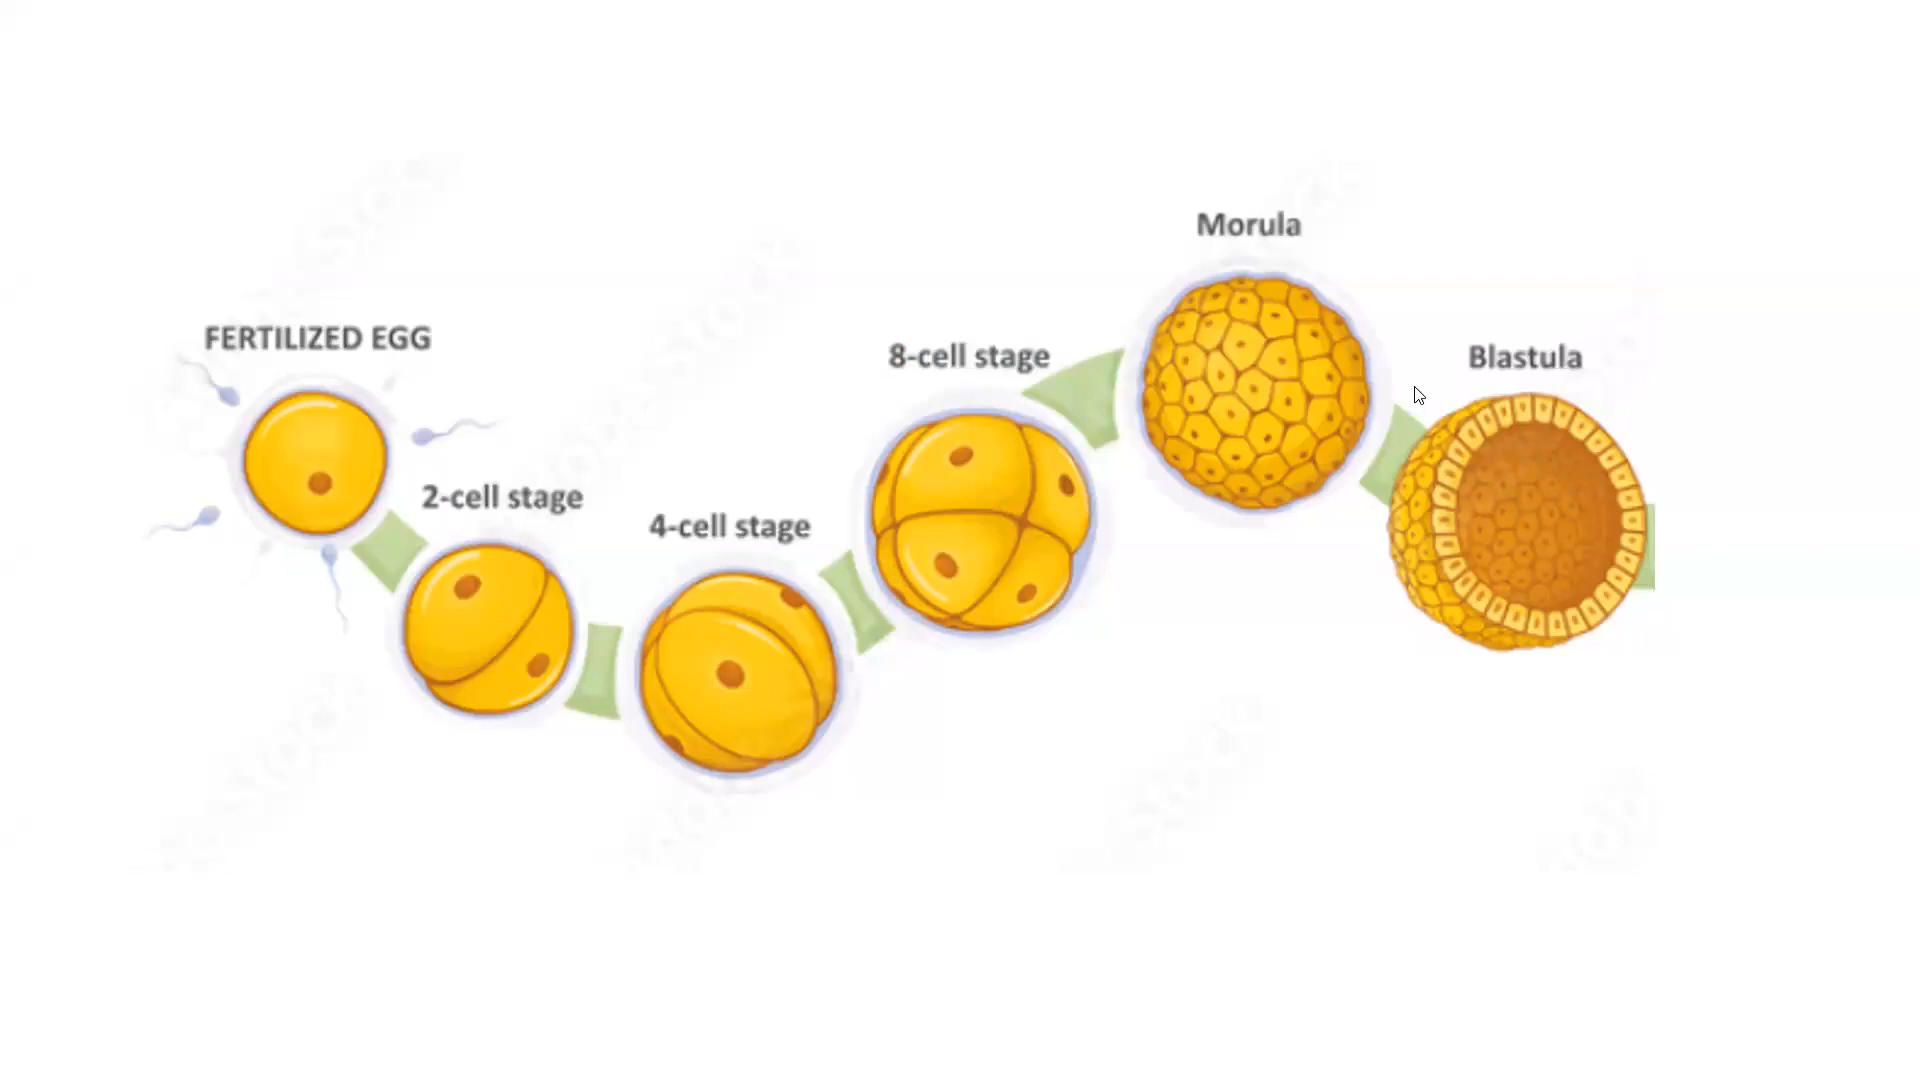 FERTILIZED EGG
2-cell stage
4-cell stage
8-cell stage
Morula
Blastula